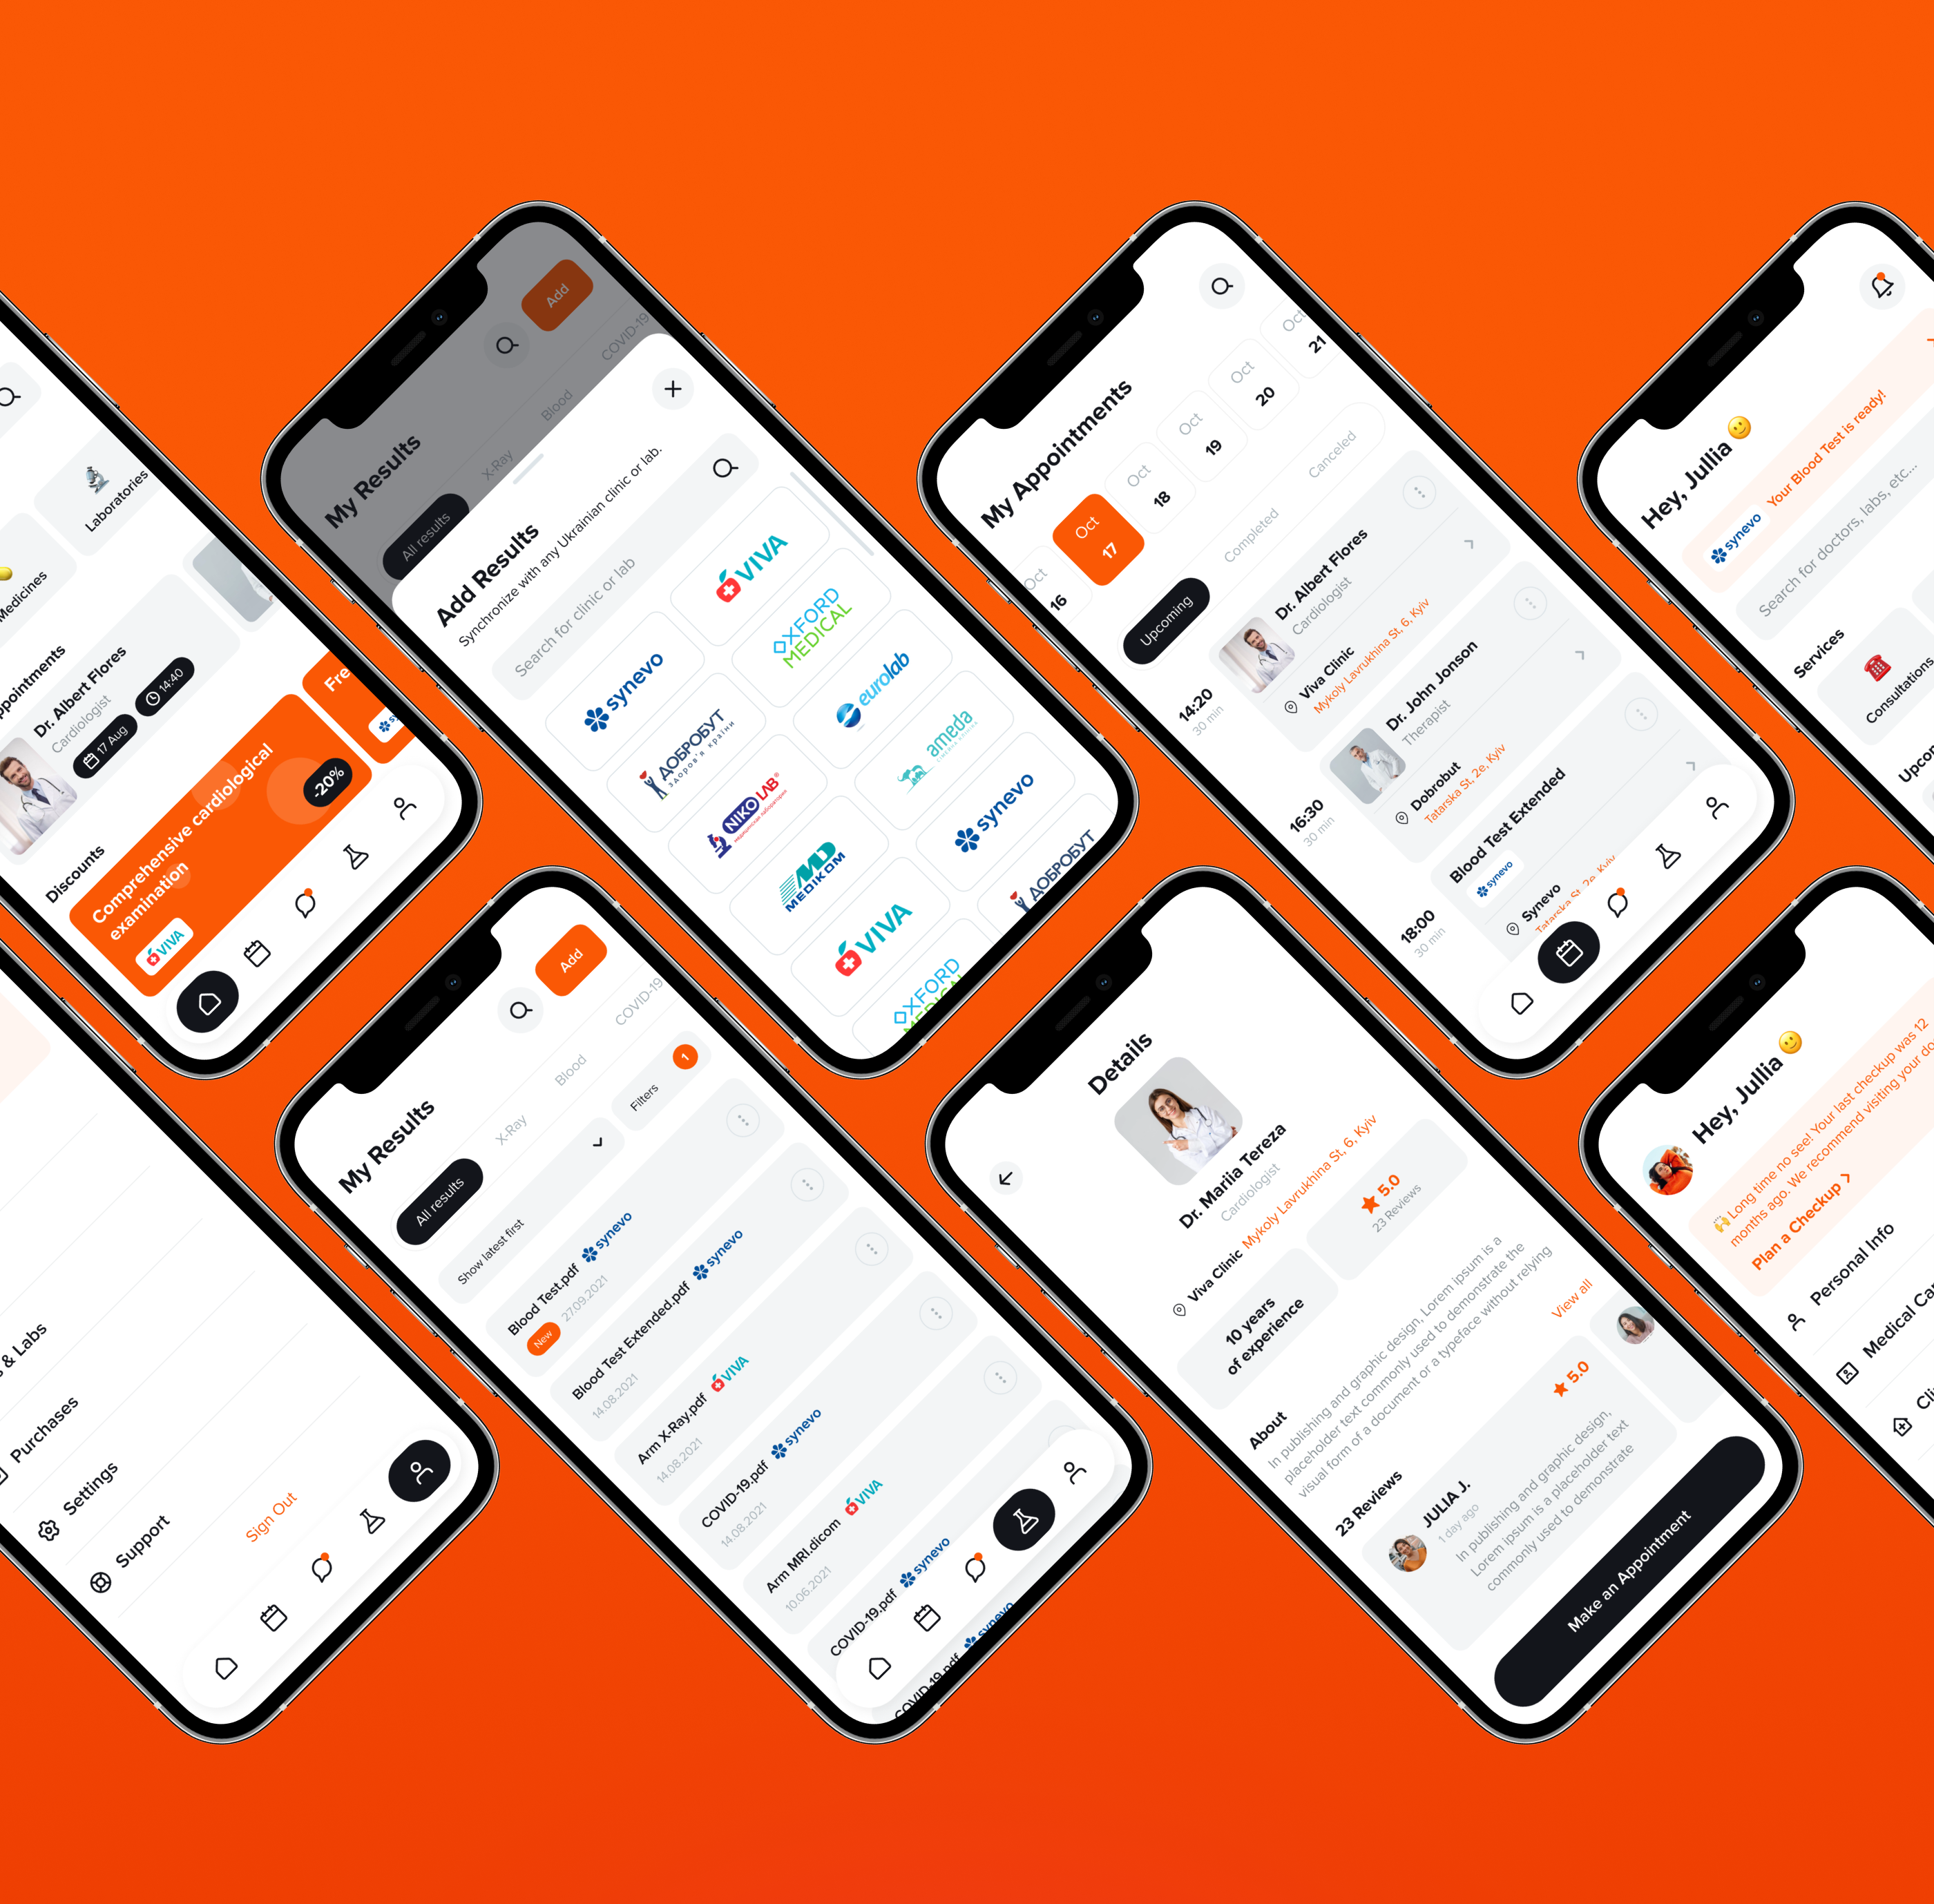 Laboratories
Medicines
Dr. Albert Flores
Cardiologist
17 Aug
14:40
Discounts
Comprehensive cardiological
examination
-20%
VIVA
My Results
Add
All results
X-Ray
Blood
COVID-19
Add Results
Synchronize with any Ukrainian clinic or lab.
Search for clinic or lab
synevo
VIVA
ДОБРОБУТ
здоров'я країни
OXFORD
MEDICAL
NIKOLAB®
медицинская лаборатория
eurolab
MEDIKOM
ameda
VIVA
synevo
OXFORD
ДОБРОБУТ
My Appointments
Oct
16
Oct
17
Oct
18
Oct
19
Oct
20
Oct
21
Upcoming
Completed
Canceled
14:20
30 min
Dr. Albert Flores
Cardiologist
Viva Clinic
Mykoly Lavrukhina St, 6, Kyiv
16:30
30 min
Dr. John Jonson
Therapist
Dobrobut
Tatarska St, 2e, Kyiv
18:00
30 min
Blood Test Extended
synevo
Synevo
Tatarska St, 2e, Kyiv
Hey, Jullia
synevo
Your Blood Test is ready!
Search for doctors, labs, etc...
Services
Consultations
& Labs
Purchases
Settings
Support
Sign Out
My Results
Add
All results
X-Ray
Blood
COVID-19
Show latest first
Filters
1
Blood Test.pdf
synevo
New
27.09.2021
Blood Test Extended.pdf
synevo
14.08.2021
Arm X-Ray.pdf
VIVA
14.08.2021
COVID-19.pdf
synevo
14.08.2021
Arm MRI.dicom
VIVA
10.06.2021
COVID-19.pdf
synevo
COVID-19.pdf
synevo
Details
Dr. Mariia Tereza
Cardiologist
Viva Clinic
Mykoly Lavrukhina St, 6, Kyiv
10 years
of experience
5.0
23 Reviews
About
In publishing and graphic design, Lorem ipsum is a
placeholder text commonly used to demonstrate the
visual form of a document or a typeface without relying
23 Reviews
View all
JULIA J.
1 day ago
5.0
In publishing and graphic design,
Lorem ipsum is a placeholder text
commonly used to demonstrate
Make an Appointment
Hey, Jullia
Long time no see! Your last checkup was 12
months ago. We recommend visiting your
Plan a Checkup
Personal Info
Medical